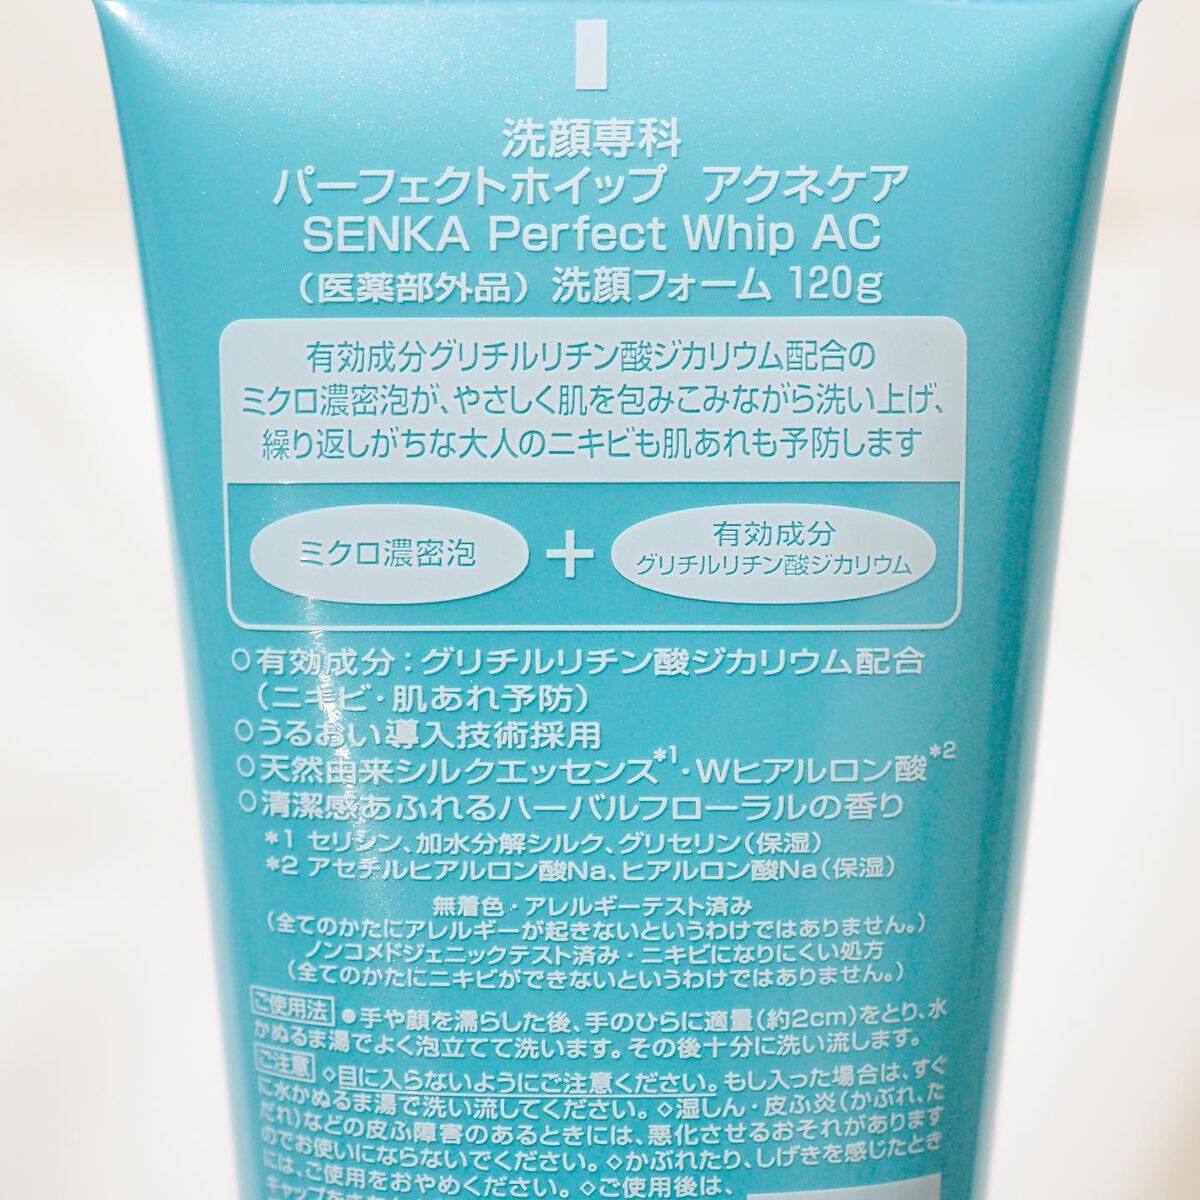 洗顔専科
パーフェクトホイップ アクネケア
SENKA Perfect Whip AC
（医薬部外品）洗顔フォーム 120g
有効成分グリチルリチン酸ジカリウム配合の
ミクロ濃密泡が、やさしく肌を包みこみながら洗い上げ、
繰り返しがちな大人のニキビも肌あれも予防します
ミクロ濃密泡
+
有効成分
グリチルリチン酸ジカリウム
○有効成分：グリチルリチン酸ジカリウム配合
（ニキビ・肌あれ予防）
○うるおい導入技術採用
○天然由来シルクエッセンス*1・Wヒアルロン酸*2
○清潔感あふれるハーバルフローラルの香り
*1 セリシン、加水分解シルク、グリセリン（保湿）
*2 アセチルヒアルロン酸Na、ヒアルロン酸Na（保湿）
無着色・アレルギーテスト済み
（全てのかたにアレルギーが起きないというわけではありません。）
ノンコメドジェニックテスト済み・ニキビになりにくい処方
（全てのかたにニキビができないというわけではありません。）
ご使用法 ●手や顔を濡らした後、手のひらに適量（約2cm）をとり、水
かぬるま湯でよく泡立てて洗います。その後十分に洗い流します。
ご注意 ◇目に入らないようにご注意ください。もし入った場合は、すぐ
に水かぬるま湯で洗い流してください。◇湿しん・皮ふ炎（かぶれ、た
だれ）などの皮ふ障害のあるときには、悪化させるおそれがあります
のでお使いにならないでください。◇かぶれたり、しげきを感じたとき
には、ご使用をおやめください。◇ご使用後は、